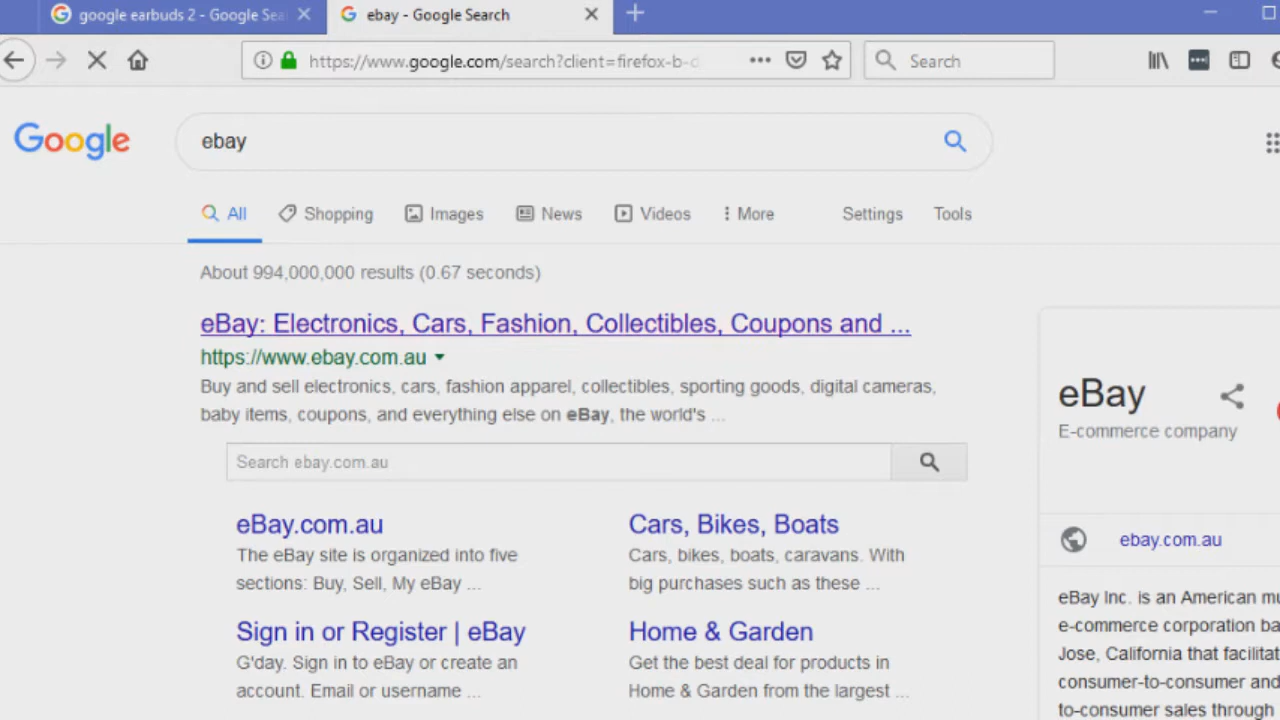 google earbuds 2 - Google Sea
ebay - Google Search
https://www.google.com/search?client=firefox-b-d
Search
Google
ebay
All
Shopping
Images
News
Videos
More
Settings
Tools
About 994,000,000 results (0.67 seconds)
eBay: Electronics, Cars, Fashion, Collectibles, Coupons and ...
https://www.ebay.com.au
Buy and sell electronics, cars, fashion apparel, collectibles, sporting goods, digital cameras,
baby items, coupons, and everything else on eBay, the world's ...
Search ebay.com.au
eBay.com.au
The eBay site is organized into five
sections: Buy, Sell, My eBay ...
Cars, Bikes, Boats
Cars, bikes, boats, caravans. With
big purchases such as these ...
Sign in or Register | eBay
G'day. Sign in to eBay or create an
account. Email or username ...
Home & Garden
Get the best deal for products in
Home & Garden from the largest ...
eBay
E-commerce company
ebay.com.au
eBay Inc. is an American mu
e-commerce corporation ba
Jose, California that facilitat
consumer-to-consumer and
to-consumer sales through